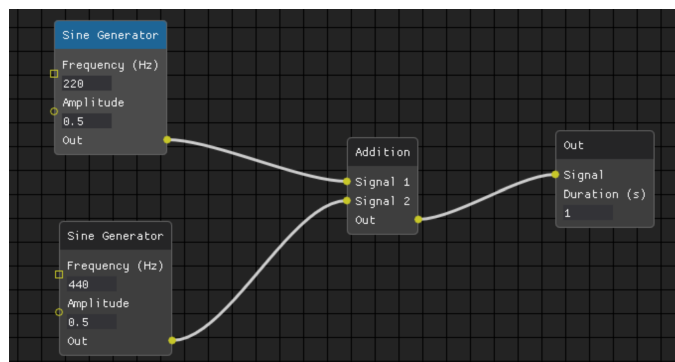 Sine Generator
Frequency (Hz)
220
Amplitude
0.5
Out
Sine Generator
Frequency (Hz)
440
Amplitude
0.5
Out
Addition
Signal 1
Signal 2
Out
Out
Signal
Duration (s)
1